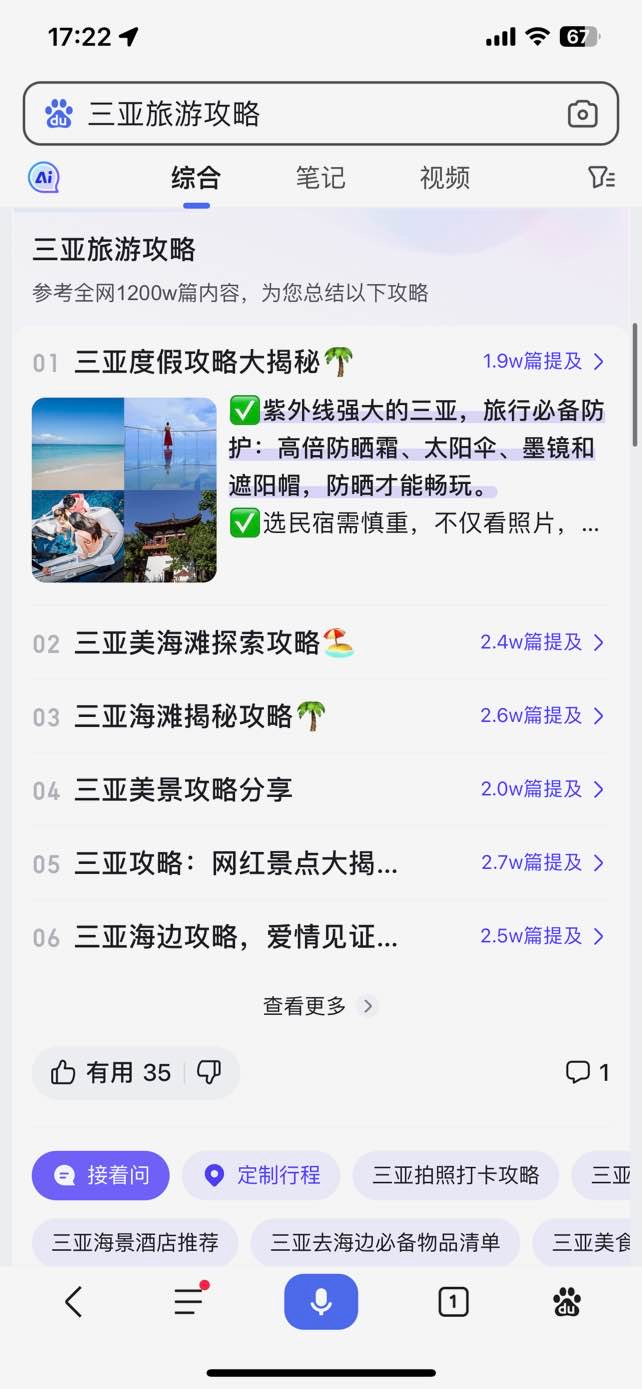 17:22
67
du 三亚旅游攻略
Ai 综合 笔记 视频
三亚旅游攻略
参考全网1200w篇内容，为您总结以下攻略
01 三亚度假攻略大揭秘🌴 1.9w篇提及
✅紫外线强大的三亚，旅行必备防
护：高倍防晒霜、太阳伞、墨镜和
遮阳帽，防晒才能畅玩。
✅选民宿需慎重，不仅看照片，...
02 三亚美海滩探索攻略🏖️ 2.4w篇提及
03 三亚海滩揭秘攻略🌴 2.6w篇提及
04 三亚美景攻略分享 2.0w篇提及
05 三亚攻略：网红景点大揭... 2.7w篇提及
06 三亚海边攻略，爱情见证... 2.5w篇提及
查看更多
有用 35
1
接着问 定制行程 三亚拍照打卡攻略 三亚
三亚海景酒店推荐 三亚去海边必备物品清单 三亚美食
1
du